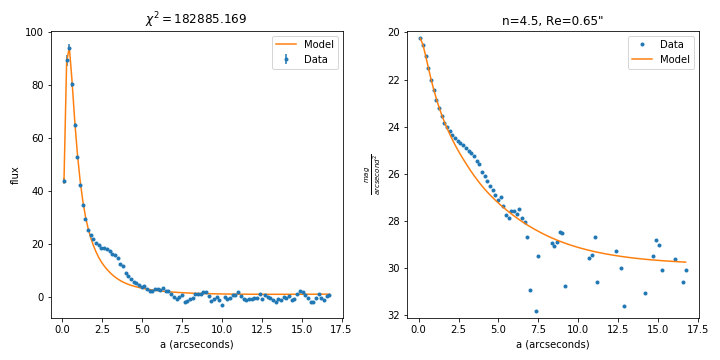 χ² = 182885.169
n=4.5, Re=0.65"
Model
Data
Data
Model
100
80
60
40
20
0
flux
20
22
24
26
28
30
32
mag
arcsecond²
0.0 2.5 5.0 7.5 10.0 12.5 15.0 17.5
a (arcseconds)
0.0 2.5 5.0 7.5 10.0 12.5 15.0 17.5
a (arcseconds)